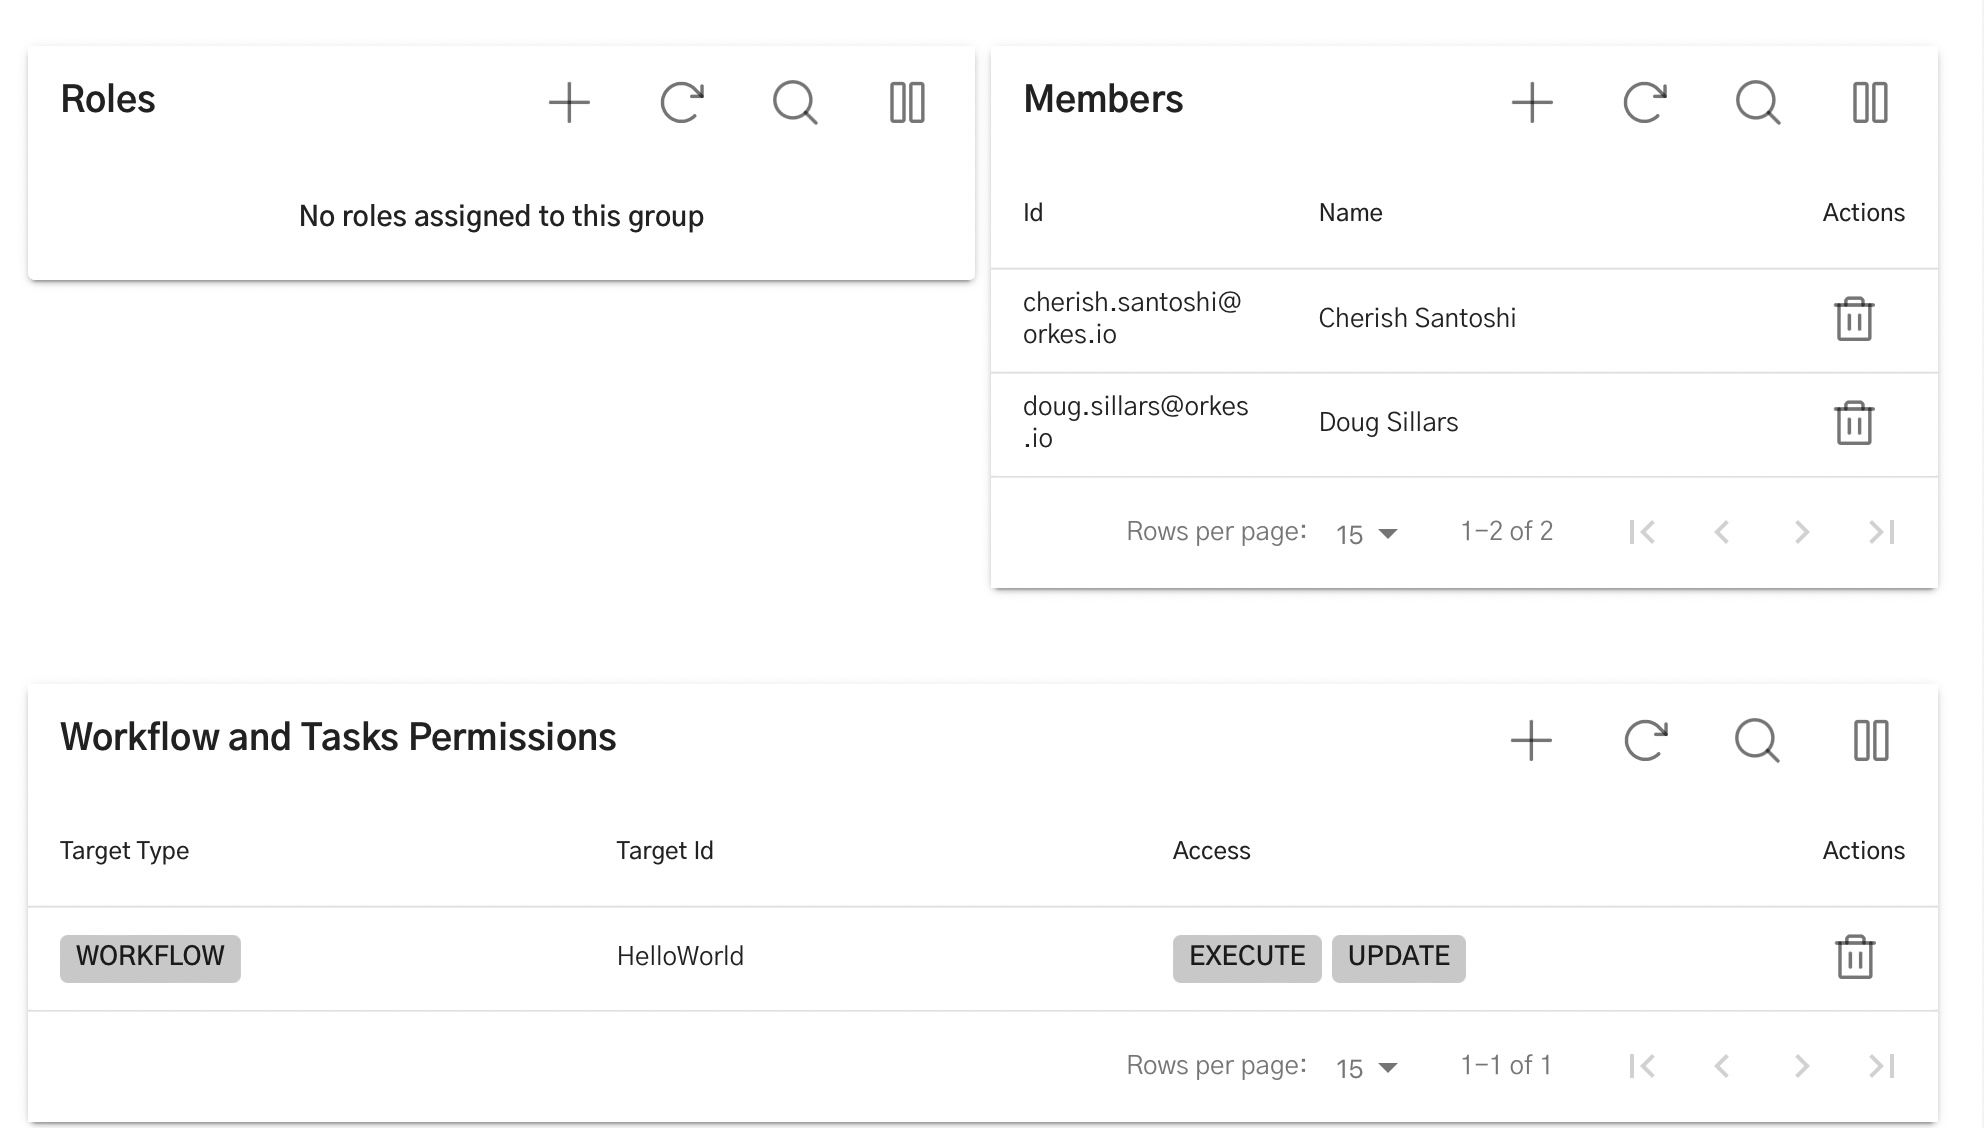 Roles
No roles assigned to this group
Members
Id Name Actions
cherish.santoshi@
orkes.io
Cherish Santoshi
doug.sillars@orkes
.io
Doug Sillars
Rows per page: 15 1-2 of 2
Workflow and Tasks Permissions
Target Type Target Id Access Actions
WORKFLOW HelloWorld EXECUTE UPDATE
Rows per page: 15 1-1 of 1